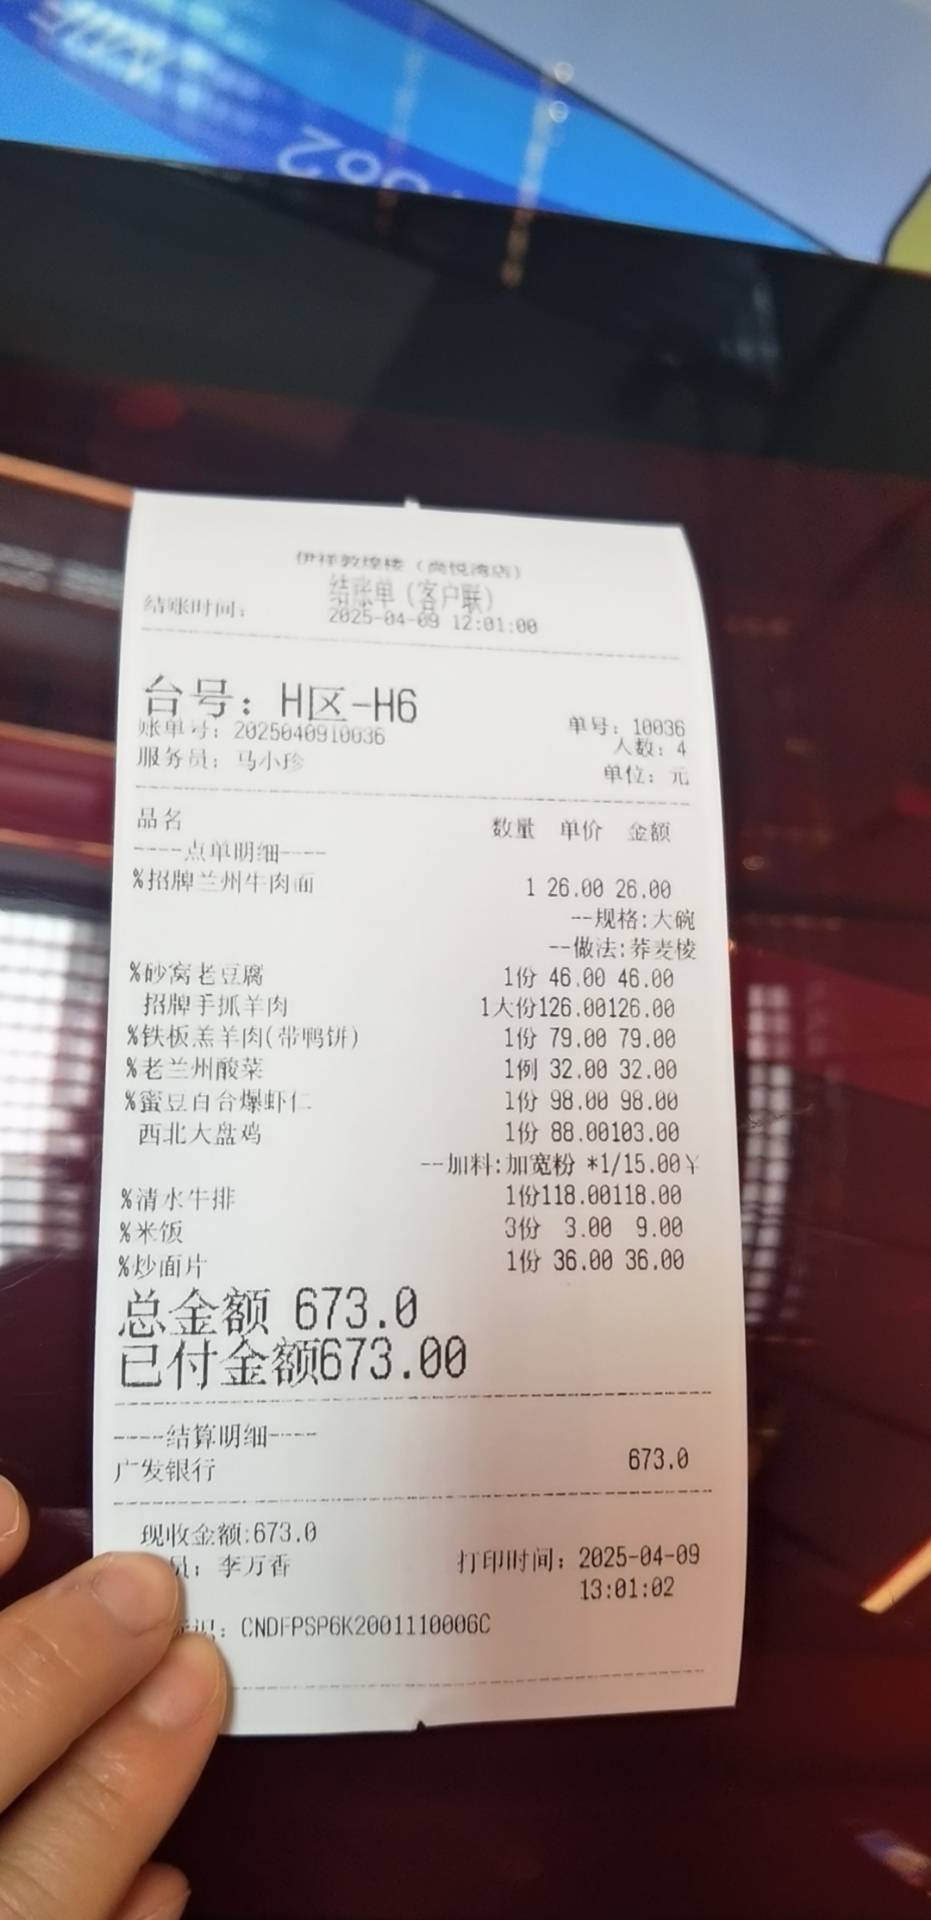 伊祥敦煌楼（尚悦湾店）
结账单（客户联）
结账时间： 2025-04-09 12:01:00
台号：H区-H6
账单号：2025040910036 单号：10036
人数：4
服务员：马小珍 单位：元
品名 数量 单价 金额
----点单明细----
%招牌兰州牛肉面 1 26.00 26.00
--规格:大碗
--做法:荞麦棱
%砂窝老豆腐 1份 46.00 46.00
招牌手抓羊肉 1大份126.00126.00
%铁板羔羊肉(带鸭饼) 1份 79.00 79.00
%老兰州酸菜 1例 32.00 32.00
%蜜豆百合爆虾仁 1份 98.00 98.00
西北大盘鸡 1份 88.00103.00
--加料:加宽粉 *1/15.00¥
%清水牛排 1份118.00118.00
%米饭 3份 3.00 9.00
%炒面片 1份 36.00 36.00
总金额 673.0
已付金额673.00
----结算明细----
广发银行 673.0
现收金额:673.0
员：李万香 打印时间：2025-04-09
13:01:02
识：CNDFPSP6K2001110006C